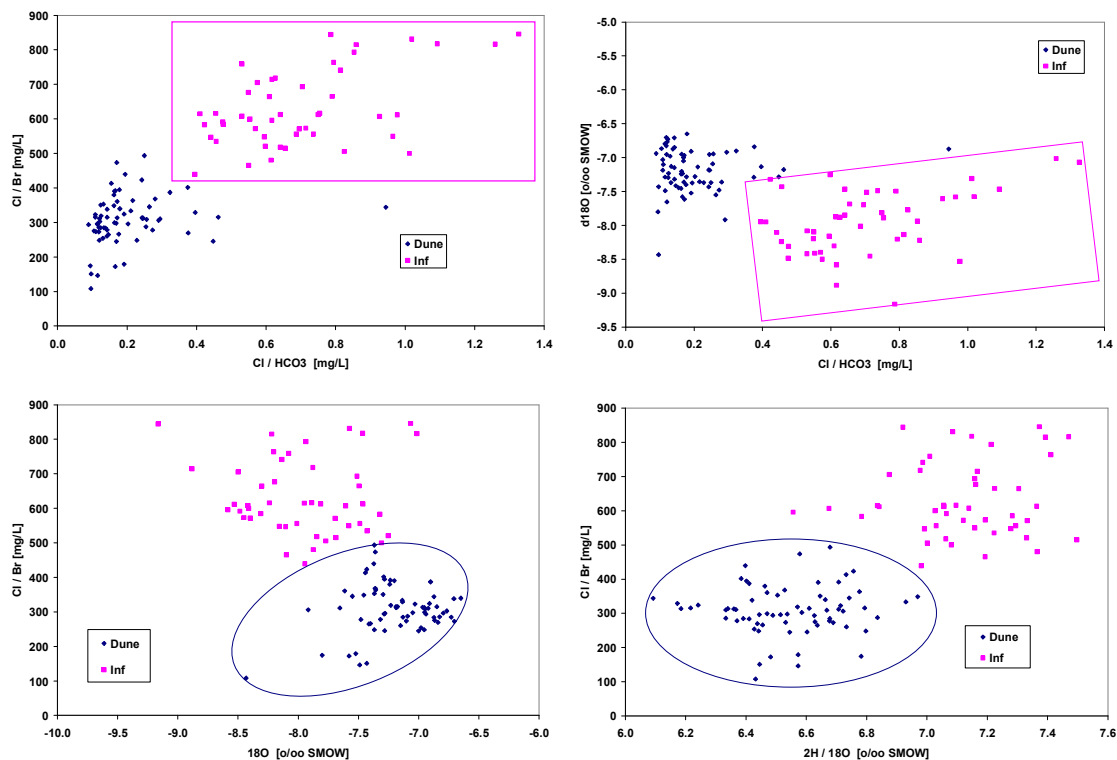 900
800
700
600
500
400
300
200
100
0
Cl / Br [mg/L]
Dune
Inf
0.0 0.2 0.4 0.6 0.8 1.0 1.2 1.4
Cl / HCO3 [mg/L]
-5.0
-5.5
-6.0
-6.5
-7.0
-7.5
-8.0
-8.5
-9.0
-9.5
d18O [o/oo SMOW]
Dune
Inf
0.0 0.2 0.4 0.6 0.8 1.0 1.2 1.4
Cl / HCO3 [mg/L]
900
800
700
600
500
400
300
200
100
0
Cl / Br [mg/L]
Dune
Inf
-10.0 -9.5 -9.0 -8.5 -8.0 -7.5 -7.0 -6.5 -6.0
18O [o/oo SMOW]
900
800
700
600
500
400
300
200
100
0
Cl / Br [mg/L]
Dune
Inf
6.0 6.2 6.4 6.6 6.8 7.0 7.2 7.4 7.6
2H / 18O [o/oo SMOW]